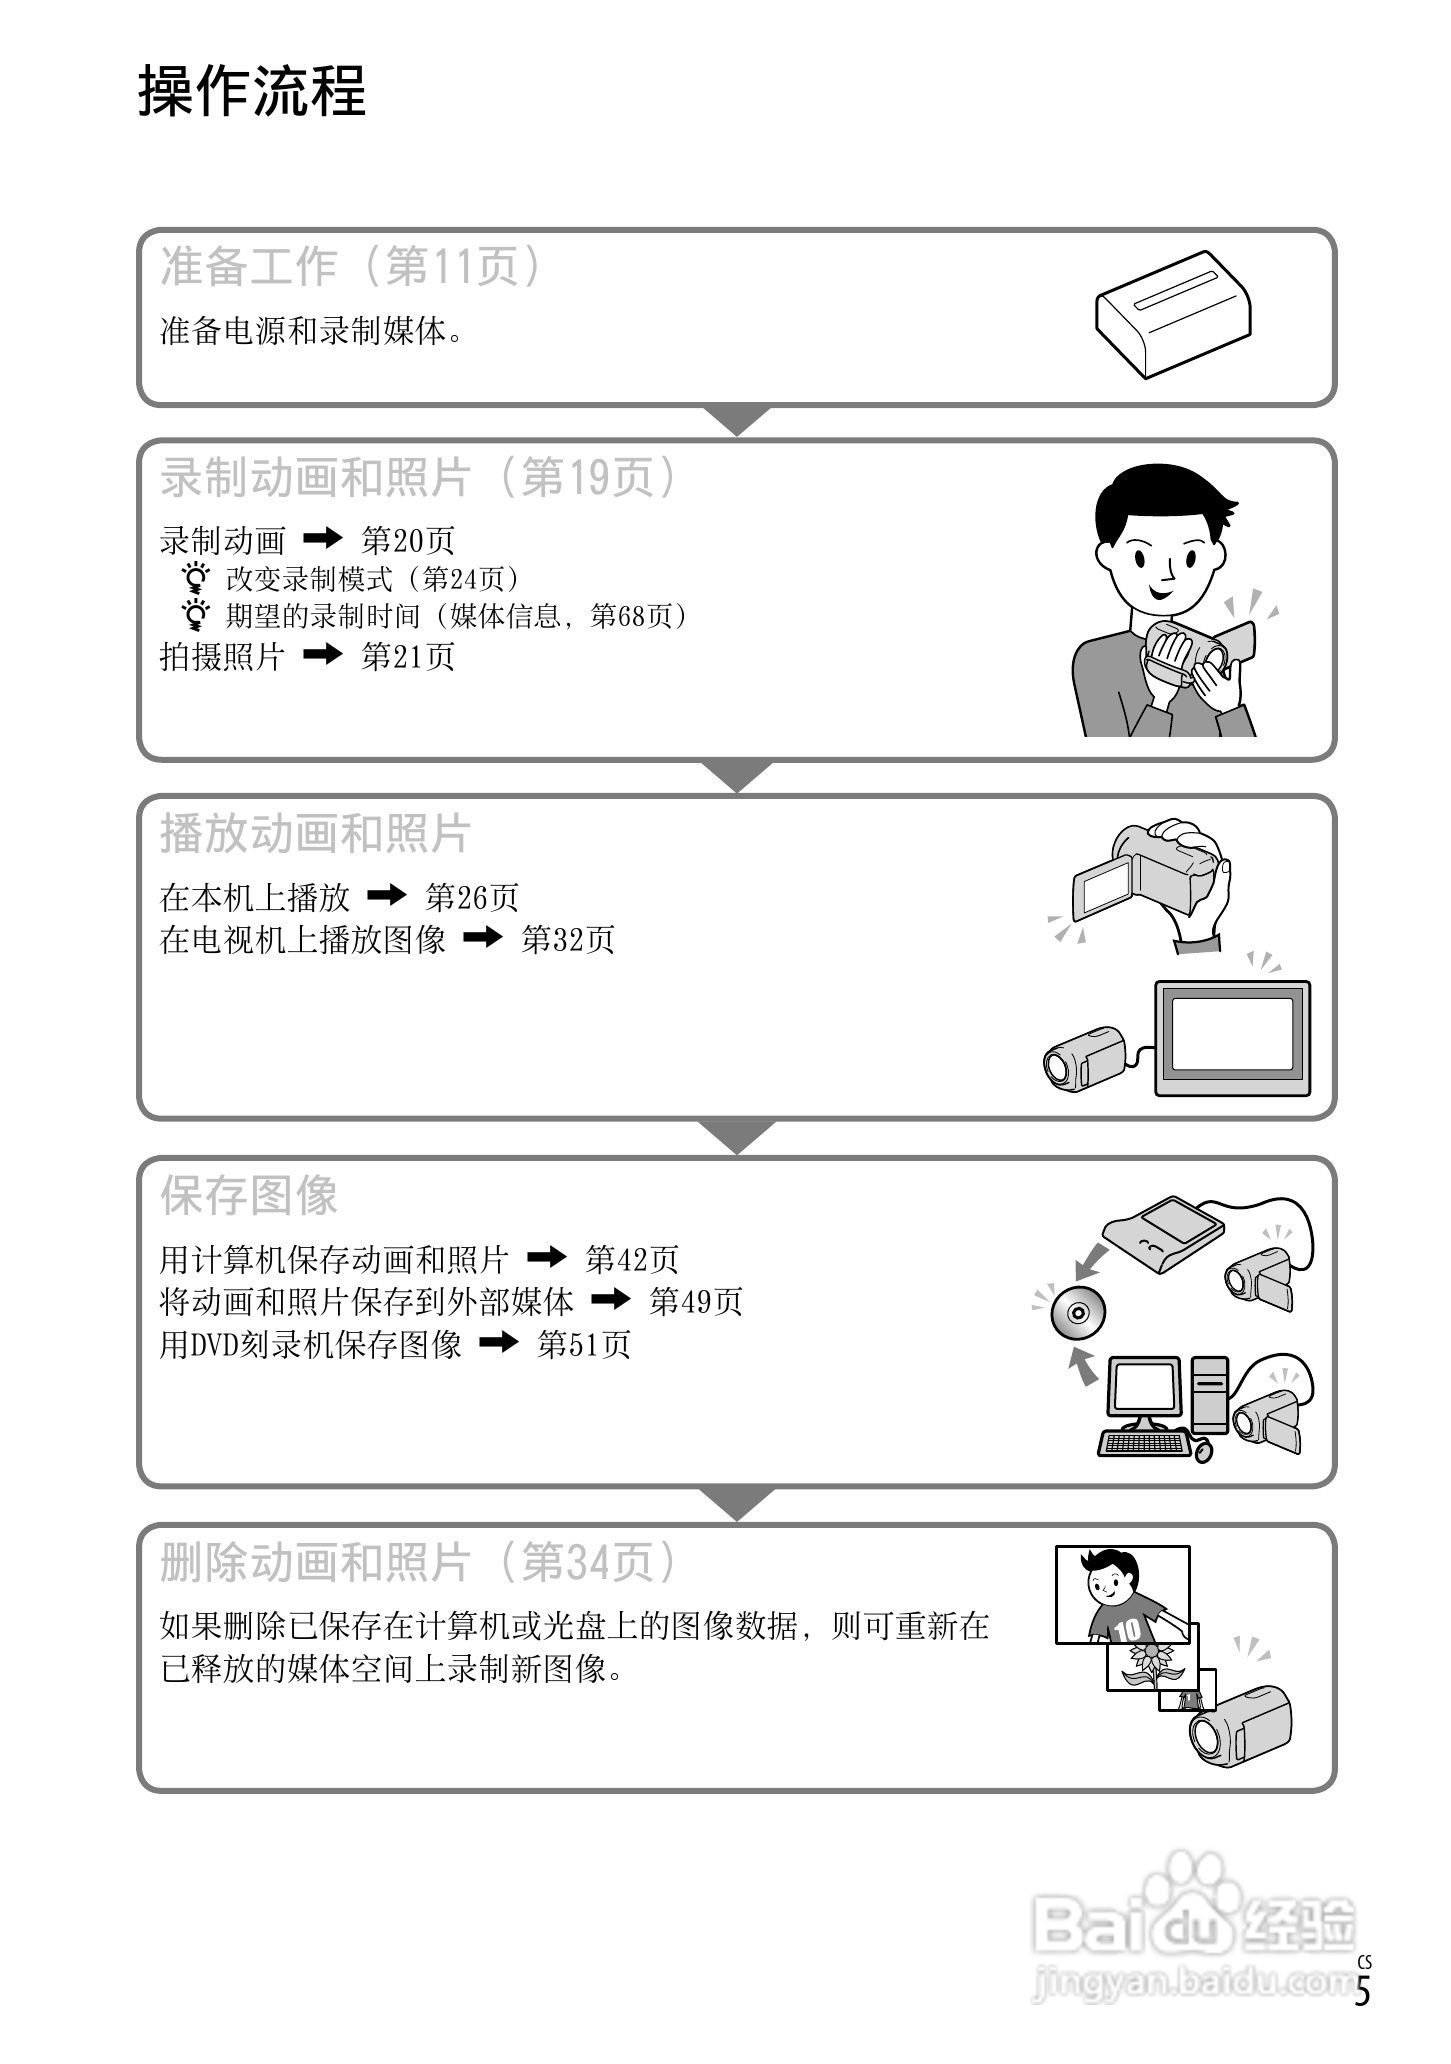 操作流程
准备工作（第11页）
准备电源和录制媒体。
录制动画和照片（第19页）
录制动画 ➡ 第20页
改变录制模式（第24页）
期望的录制时间（媒体信息，第68页）
拍摄照片 ➡ 第21页
播放动画和照片
在本机上播放 ➡ 第26页
在电视机上播放图像 ➡ 第32页
保存图像
用计算机保存动画和照片 ➡ 第42页
将动画和照片保存到外部媒体 ➡ 第49页
用DVD刻录机保存图像 ➡ 第51页
删除动画和照片（第34页）
如果删除已保存在计算机或光盘上的图像数据，则可重新在
已释放的媒体空间上录制新图像。
10
Baidu经验
jingyan.baidu.com
CS
5